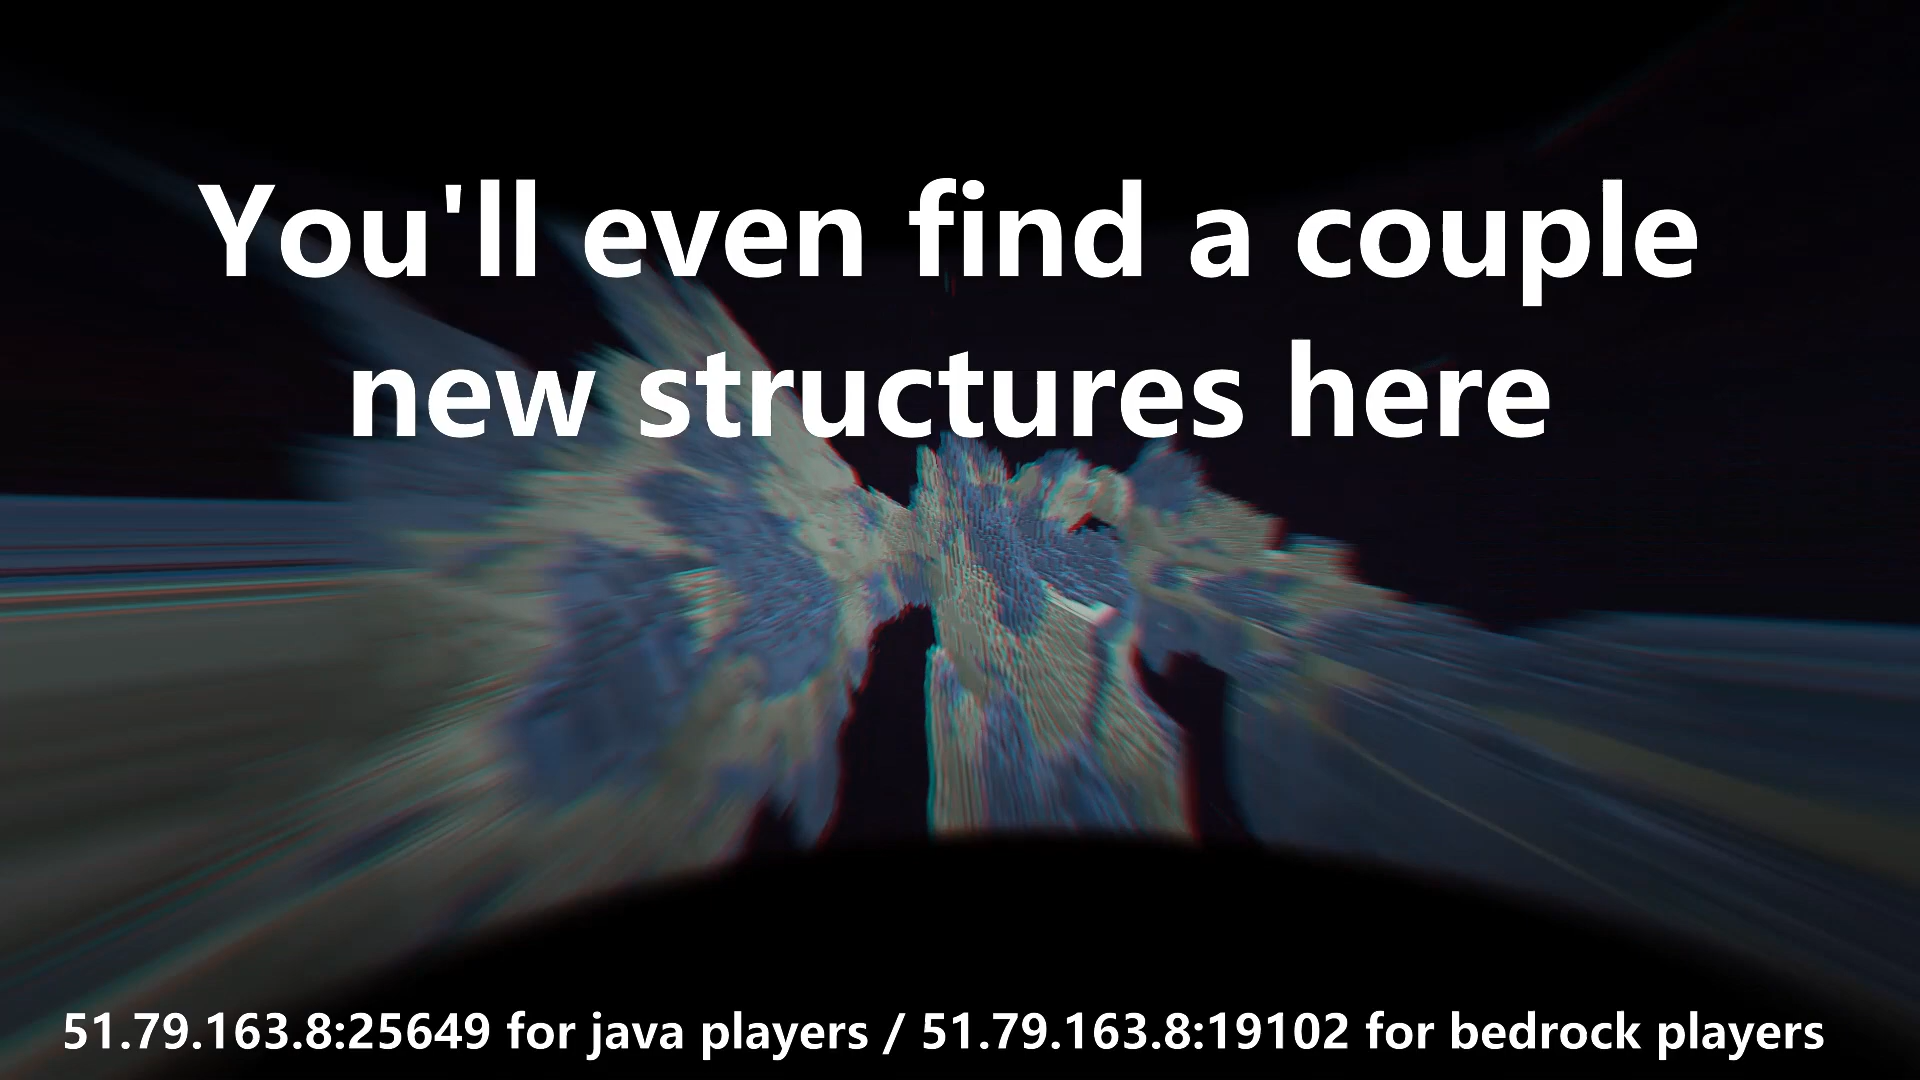 You'll even find a couple
new structures here
51.79.163.8:25649 for java players / 51.79.163.8:19102 for bedrock players